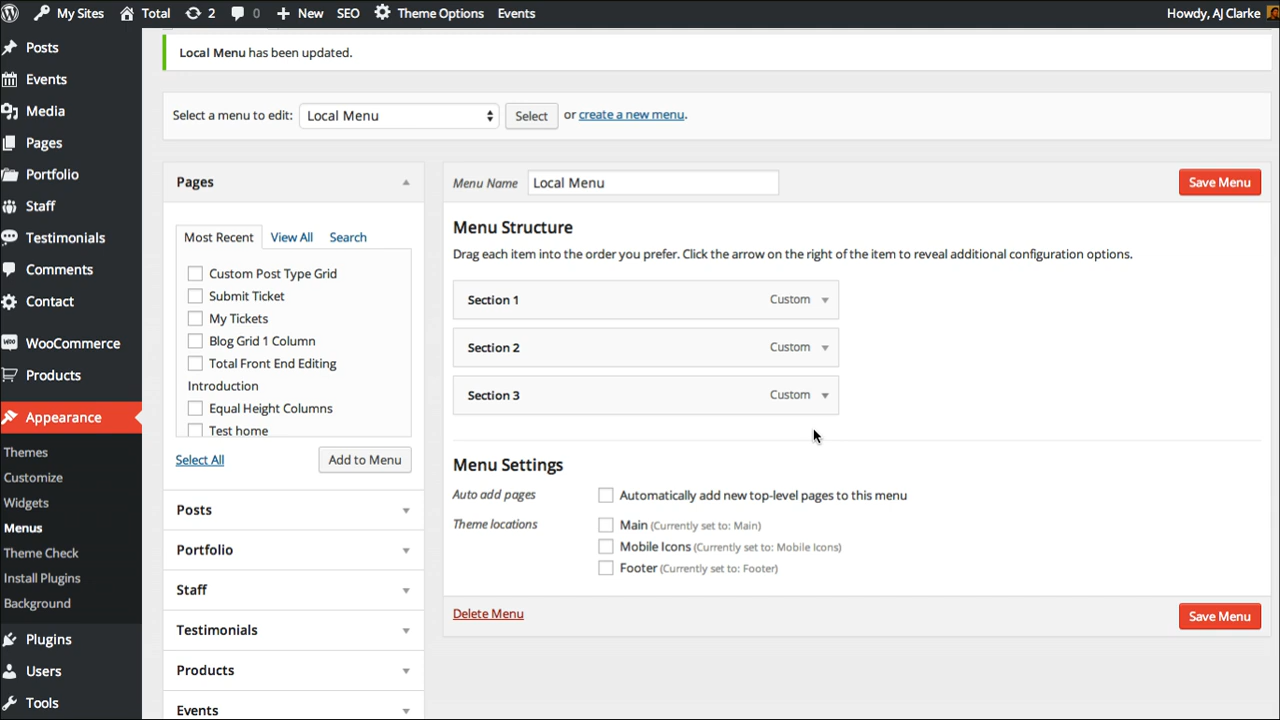 My Sites Total 2 0 New SEO Theme Options Events Howdy, AJ Clarke
Posts
Events
Media
Pages
Portfolio
Staff
Testimonials
Comments
Contact
WooCommerce
Products
Appearance
Themes
Customize
Widgets
Menus
Theme Check
Install Plugins
Background
Plugins
Users
Tools
Local Menu has been updated.
Select a menu to edit: Local Menu Select or create a new menu.
Pages
Most Recent View All Search
Custom Post Type Grid
Submit Ticket
My Tickets
Blog Grid 1 Column
Total Front End Editing
Introduction
Equal Height Columns
Test home
Select All Add to Menu
Posts
Portfolio
Staff
Testimonials
Products
Events
Menu Name Local Menu Save Menu
Menu Structure
Drag each item into the order you prefer. Click the arrow on the right of the item to reveal additional configuration options.
Section 1 Custom
Section 2 Custom
Section 3 Custom
Menu Settings
Auto add pages Automatically add new top-level pages to this menu
Theme locations Main (Currently set to: Main)
Mobile Icons (Currently set to: Mobile Icons)
Footer (Currently set to: Footer)
Delete Menu Save Menu